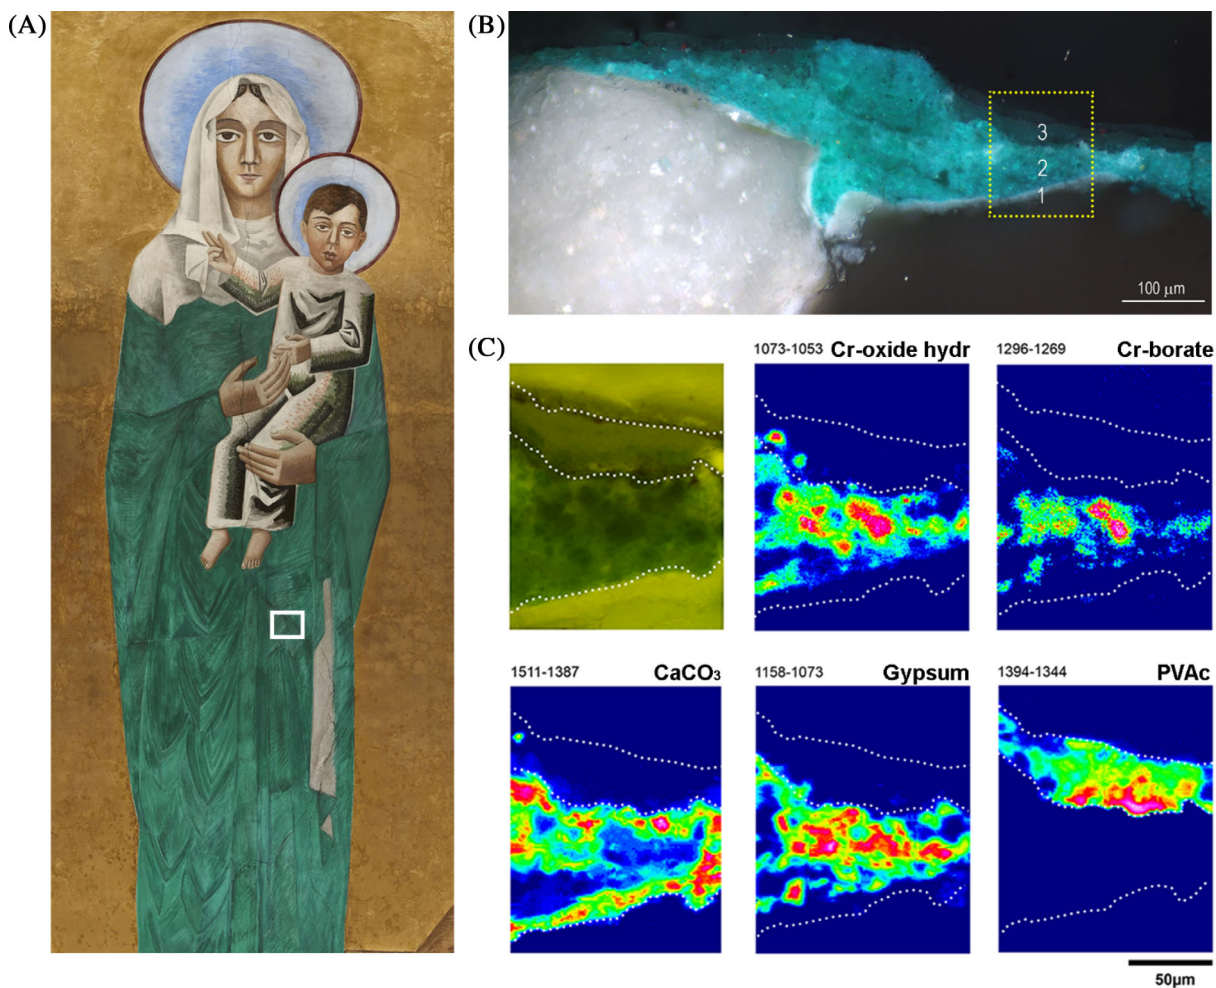 (A)
(B)
3
2
1
100 μm
(C)
1073-1053 Cr-oxide hydr
1296-1269 Cr-borate
1511-1387 CaCO₃
1158-1073 Gypsum
1394-1344 PVAc
50μm